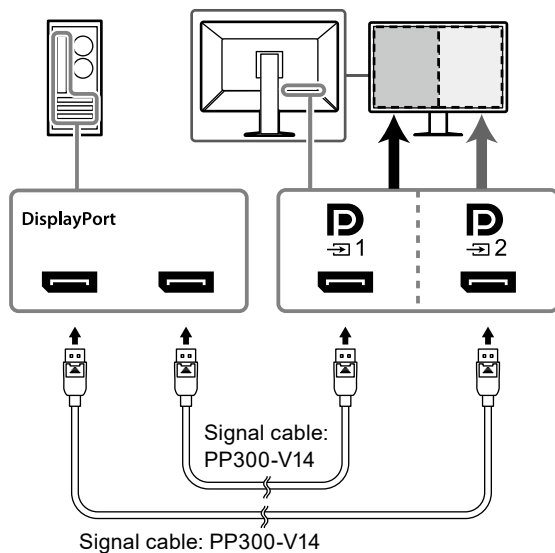 DisplayPort
1
2
Signal cable:
PP300-V14
Signal cable: PP300-V14